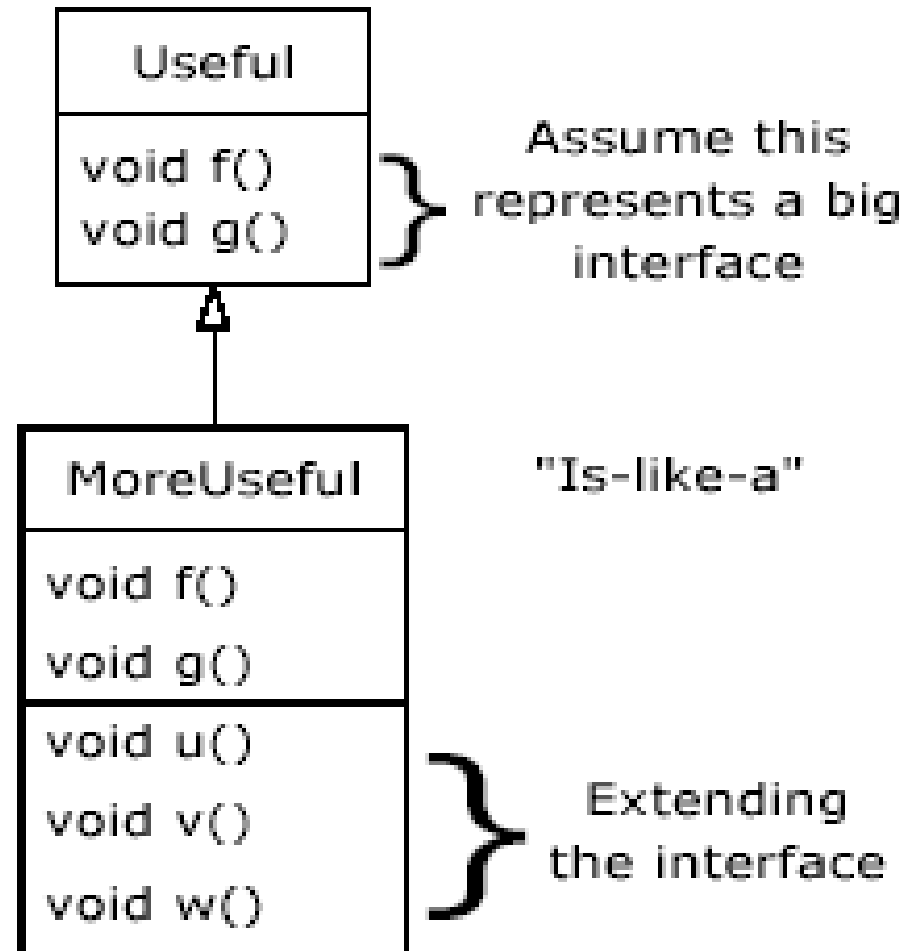 Useful
void f()
void g()
Assume this
represents a big
interface
MoreUseful
"Is-like-a"
void f()
void g()
void u()
void v()
void w()
Extending
the interface